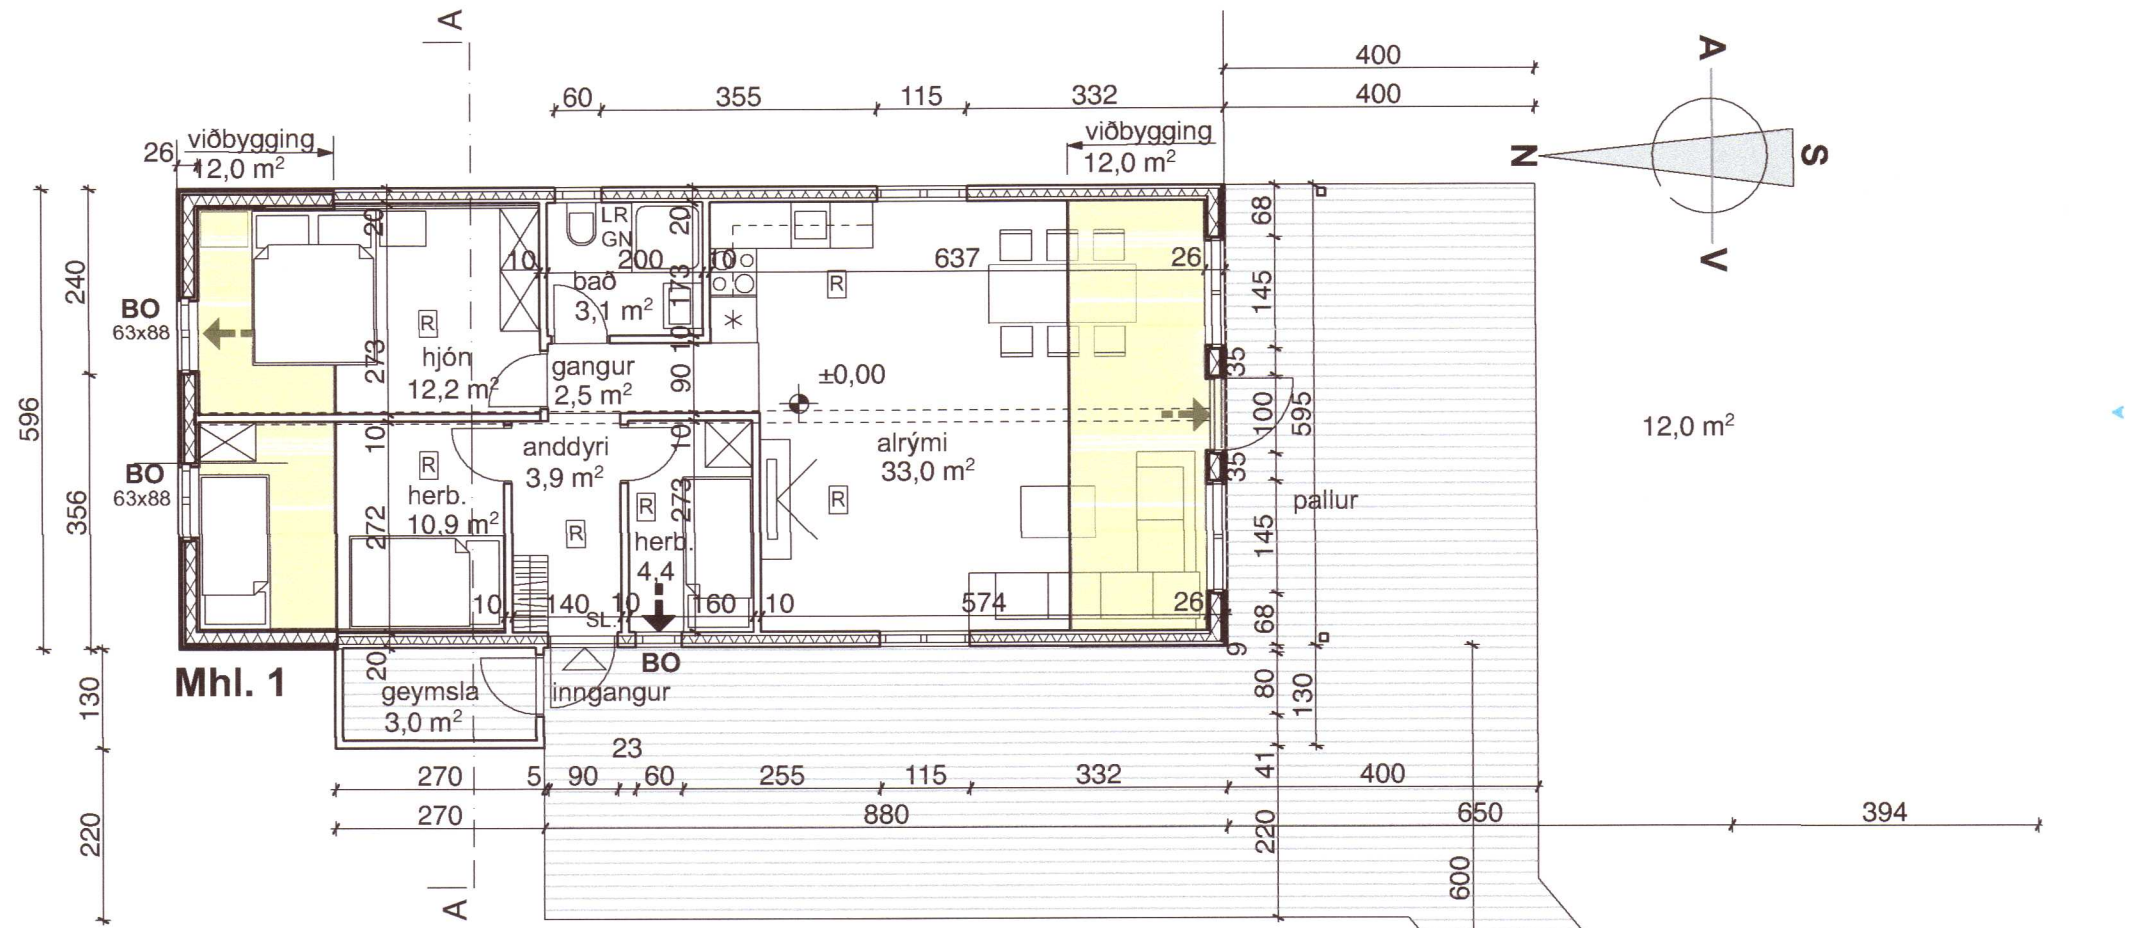 A
400
60
355
115
332
400
A
N
S
V
viðbygging
12,0 m²
26
viðbygging
12,0 m²
596
240
356
130
220
BO
63x88
BO
63x88
20
273
10
272
20
hjón
12,2 m²
10
LR
GN
200
10
20
173
10
bað
3,1 m²
gangur
2,5 m²
90
10
273
637
26
±0,00
alrými
33,0 m²
anddyri
3,9 m²
herb.
10,9 m²
herb.
4,4
R
R
R
R
R
R
10
140
SL.
10
160
10
574
26
68
145
35
100
595
35
145
68
9
80
130
41
220
pallur
12,0 m²
Mhl. 1
BO
geymsla
3,0 m²
inngangur
23
270
5
90
60
255
115
332
400
270
880
650
394
600
A